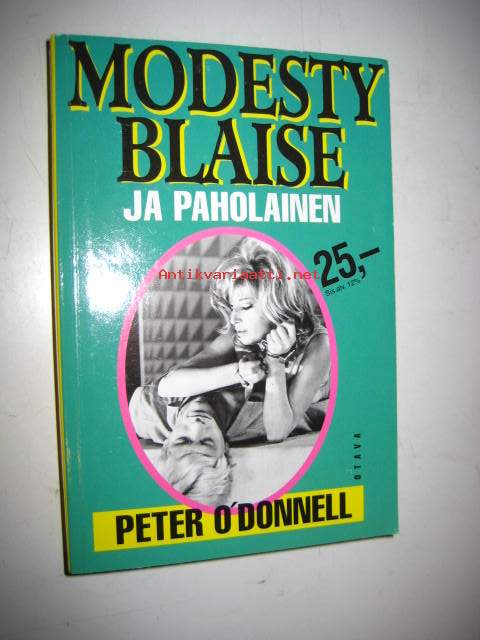 MODESTY
BLAISE
JA PAHOLAINEN
25,-
Sis alv. 12%
Antikvariaatti.net
OTAVA
PETER O'DONNELL